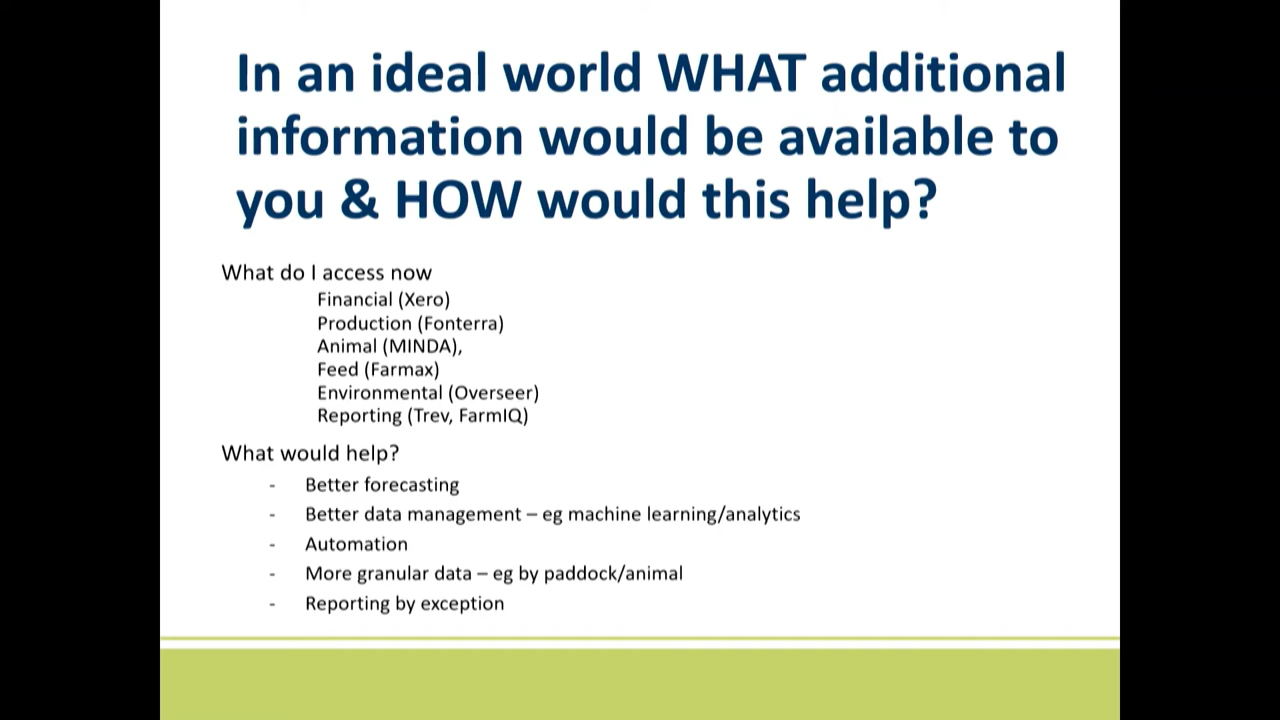 In an ideal world WHAT additional
information would be available to
you & HOW would this help?
What do I access now
Financial (Xero)
Production (Fonterra)
Animal (MINDA),
Feed (Farmax)
Environmental (Overseer)
Reporting (Trev, FarmIQ)
What would help?
- Better forecasting
- Better data management – eg machine learning/analytics
- Automation
- More granular data – eg by paddock/animal
- Reporting by exception